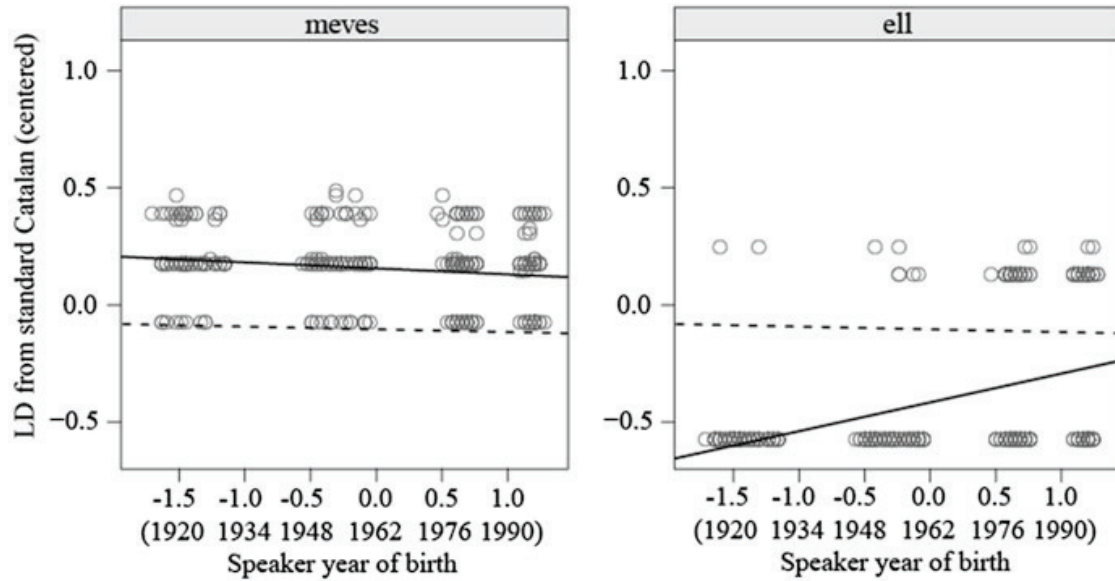 meves
ell
LD from standard Catalan (centered)
1.0
0.5
0.0
−0.5
-1.5 -1.0 -0.5 0.0 0.5 1.0
(1920 1934 1948 1962 1976 1990)
Speaker year of birth
1.0
0.5
0.0
−0.5
-1.5 -1.0 -0.5 0.0 0.5 1.0
(1920 1934 1948 1962 1976 1990)
Speaker year of birth